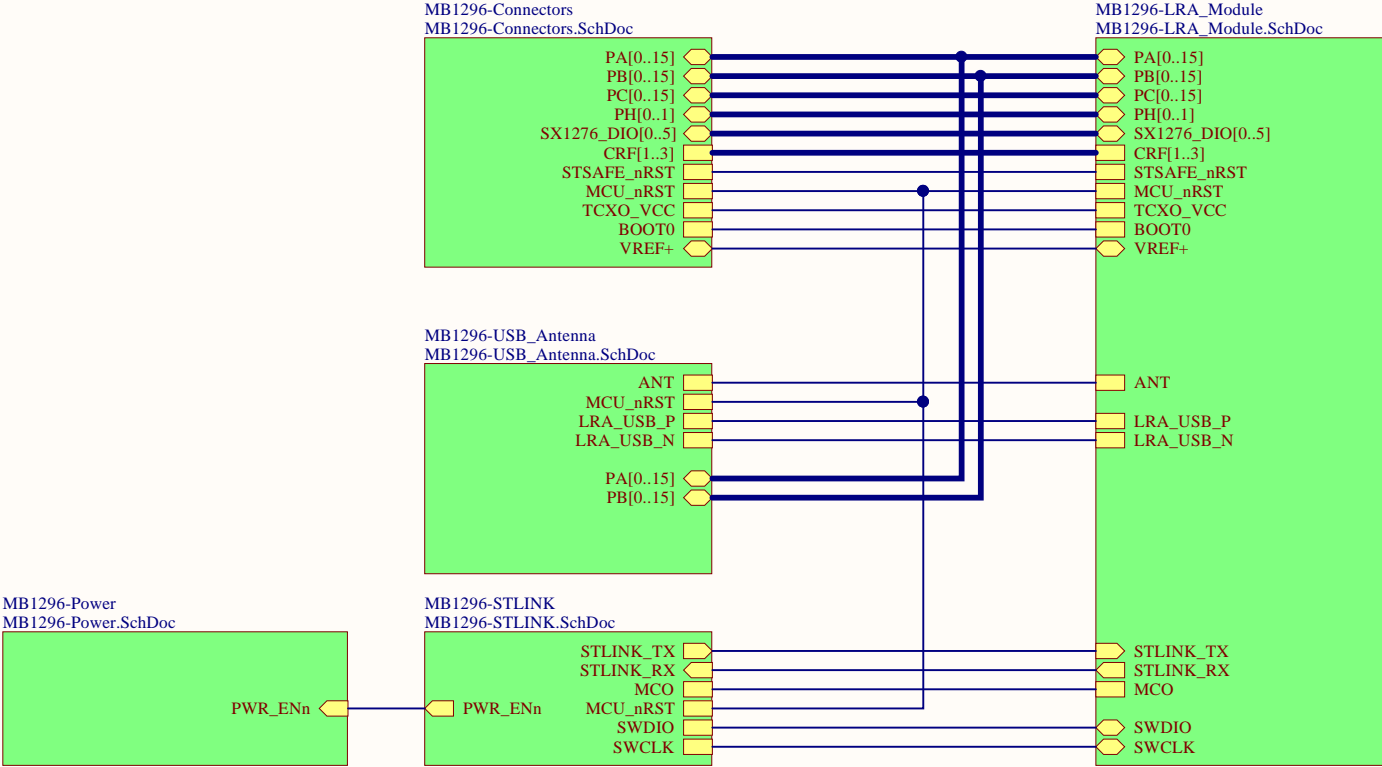 MB1296-Connectors
MB1296-Connectors.SchDoc
PA[0..15]
PB[0..15]
PC[0..15]
PH[0..1]
SX1276_DIO[0..5]
CRF[1..3]
STSAFE_nRST
MCU_nRST
TCXO_VCC
BOOT0
VREF+
MB1296-LRA_Module
MB1296-LRA_Module.SchDoc
PA[0..15]
PB[0..15]
PC[0..15]
PH[0..1]
SX1276_DIO[0..5]
CRF[1..3]
STSAFE_nRST
MCU_nRST
TCXO_VCC
BOOT0
VREF+
ANT
LRA_USB_P
LRA_USB_N
STLINK_TX
STLINK_RX
MCO
SWDIO
SWCLK
MB1296-USB_Antenna
MB1296-USB_Antenna.SchDoc
ANT
MCU_nRST
LRA_USB_P
LRA_USB_N
PA[0..15]
PB[0..15]
MB1296-Power
MB1296-Power.SchDoc
PWR_ENn
MB1296-STLINK
MB1296-STLINK.SchDoc
PWR_ENn
STLINK_TX
STLINK_RX
MCO
MCU_nRST
SWDIO
SWCLK